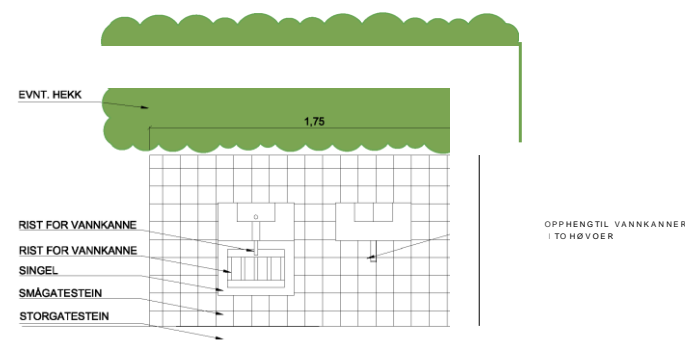 EVNT. HEKK
1,75
RIST FOR VANNKANNE
RIST FOR VANNKANNE
SINGEL
SMÅGATESTEIN
STORGATESTEIN
OPPHENGTIL VANNKANNER
I TO HØVOER